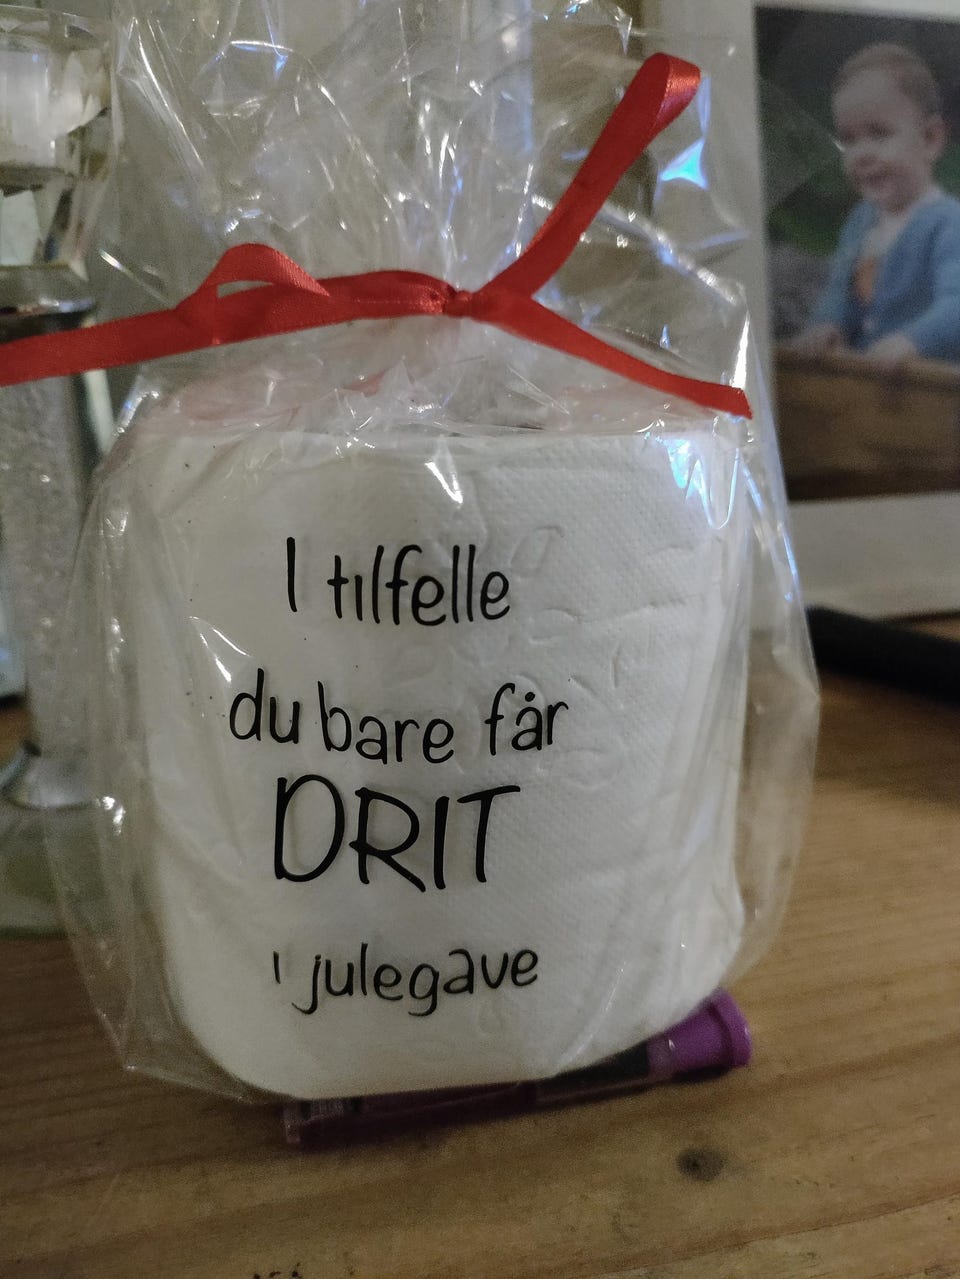 I tilfelle
du bare får
DRIT
i julegave